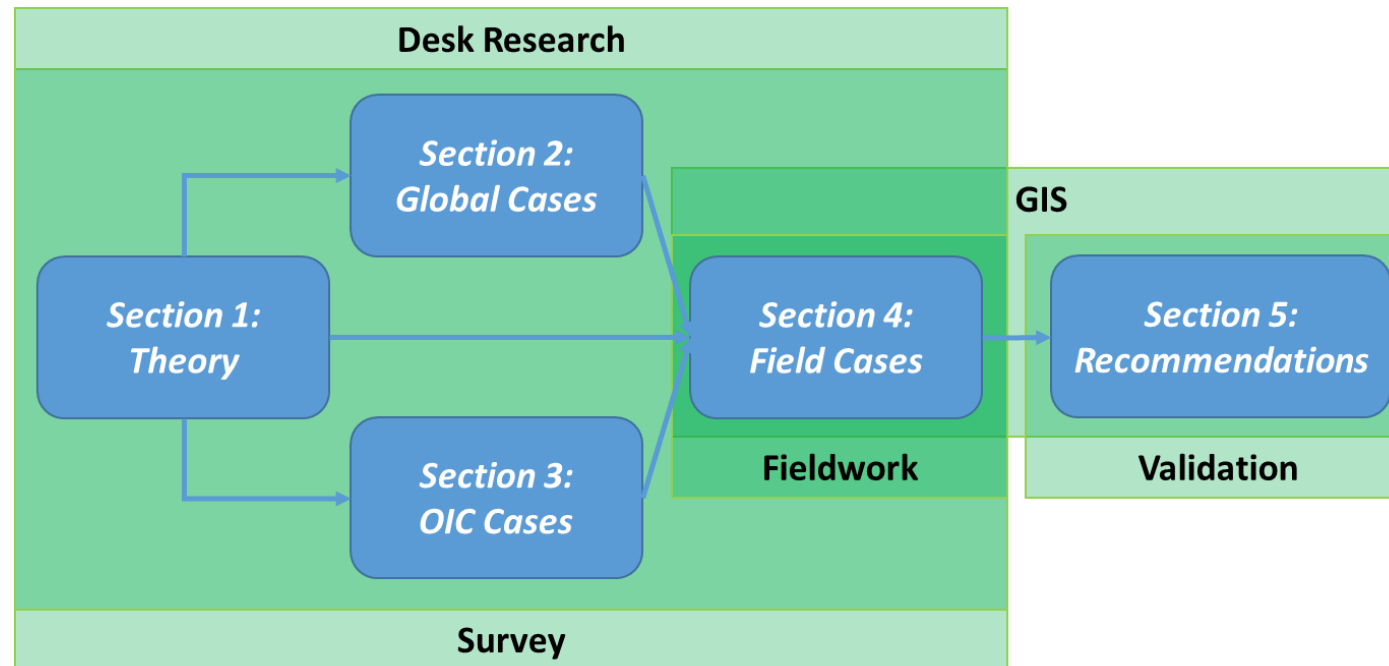 Desk Research
Section 2:
Global Cases
GIS
Section 1:
Theory
Section 4:
Field Cases
Section 5:
Recommendations
Section 3:
OIC Cases
Fieldwork
Validation
Survey